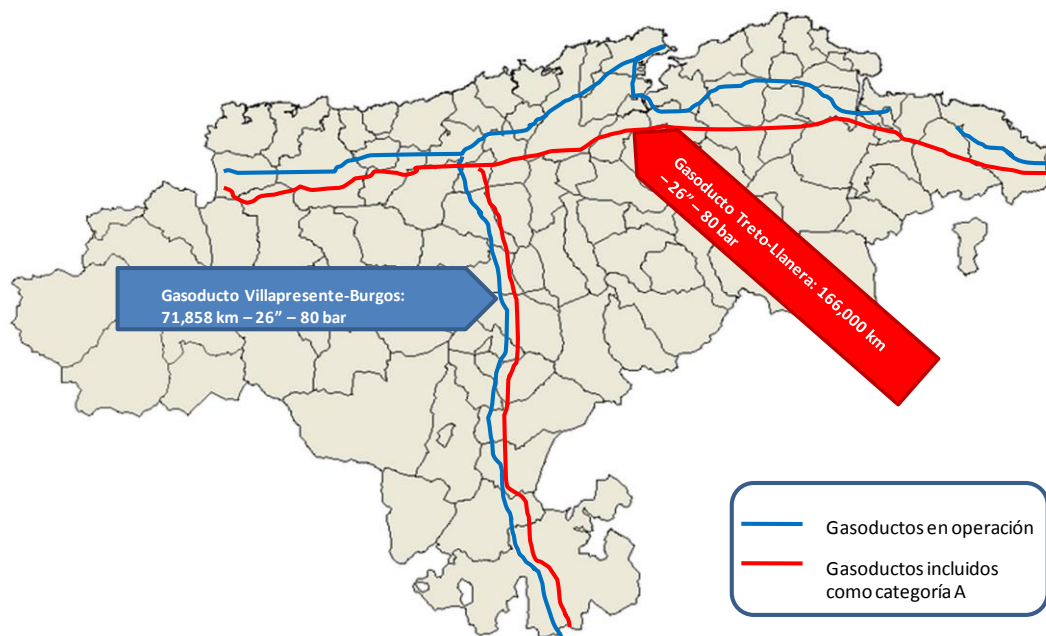 Gasoducto Treto-Llanera: 166,000 km
– 26” – 80 bar
Gasoducto Villapresente-Burgos:
71,858 km – 26” – 80 bar
Gasoductos en operación
Gasoductos incluidos
como categoría A